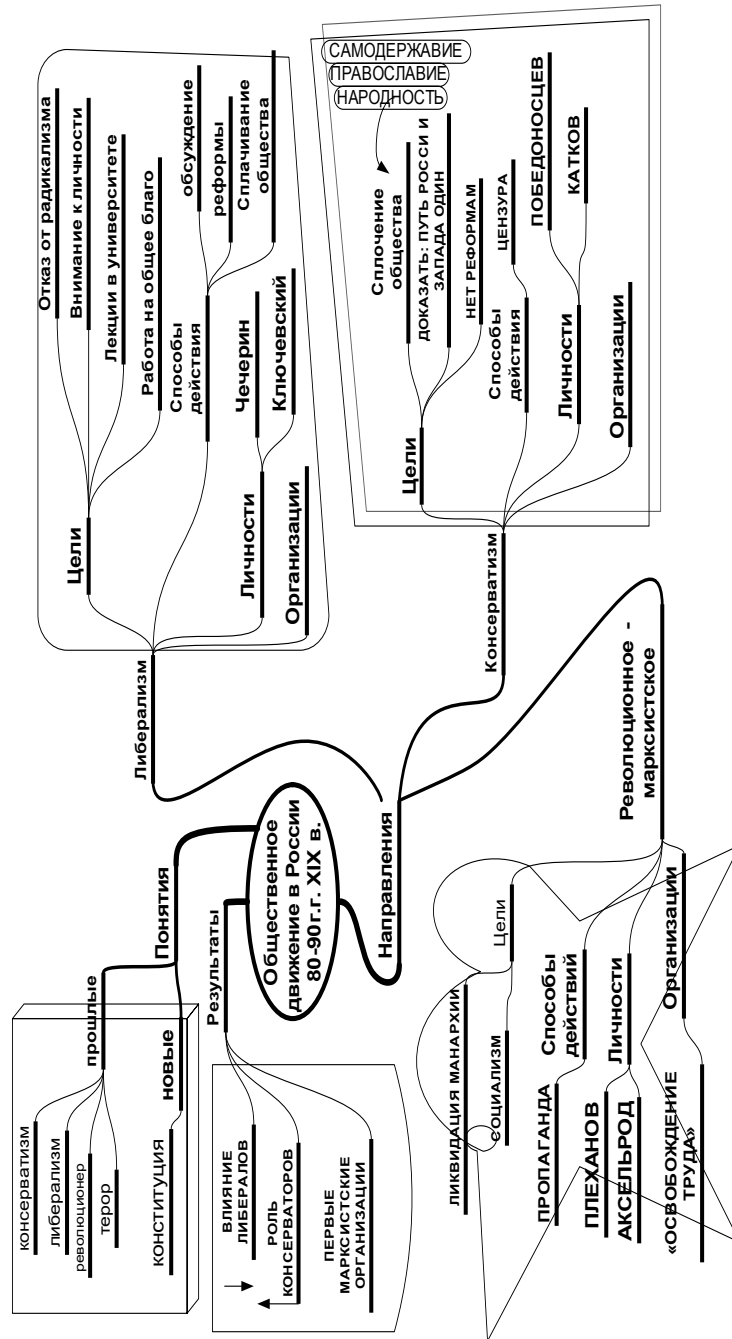 Общественное
движение в России
80-90г.г. XIX в.
Понятия
прошлые
консерватизм
либерализм
революционер
терор
новые
конституция
Результаты
ВЛИЯНИЕ
ЛИБЕРАЛОВ
РОЛЬ
КОНСЕРВАТОРОВ
ПЕРВЫЕ
МАРКСИСТСКИЕ
ОРГАНИЗАЦИИ
Направления
Либерализм
Цели
Отказ от радикализма
Внимание к личности
Лекции в университете
Работа на общее благо
Способы
действия
обсуждение
реформы
Сплачивание
общества
Личности
Чечерин
Ключевский
Организации
Консерватизм
Цели
Сплочение
общества
САМОДЕРЖАВИЕ
ПРАВОСЛАВИЕ
НАРОДНОСТЬ
ДОКАЗАТЬ: ПУТЬ РОССИ И
ЗАПАДА ОДИН
НЕТ РЕФОРМАМ
Способы
действия
ЦЕНЗУРА
Личности
ПОБЕДОНОСЦЕВ
КАТКОВ
Организации
Революционное -
марксистское
Цели
ЛИКВИДАЦИЯ МАНАРХИИ
СОЦИАЛИЗМ
Способы
действий
ПРОПАГАНДА
Личности
ПЛЕХАНОВ
АКСЕЛЬРОД
Организации
«ОСВОБОЖДЕНИЕ
ТРУДА»